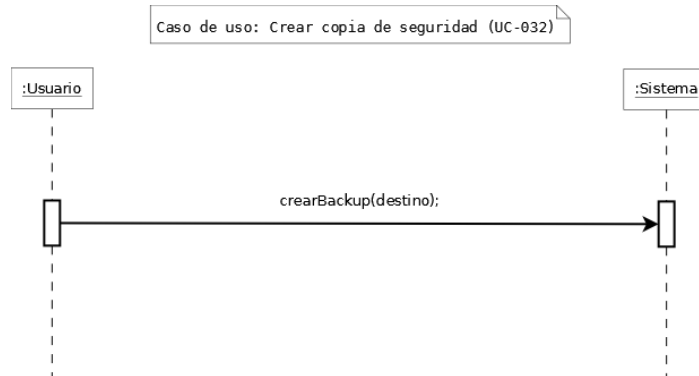 Caso de uso: Crear copia de seguridad (UC-032)
:Usuario
:Sistema
crearBackup(destino);